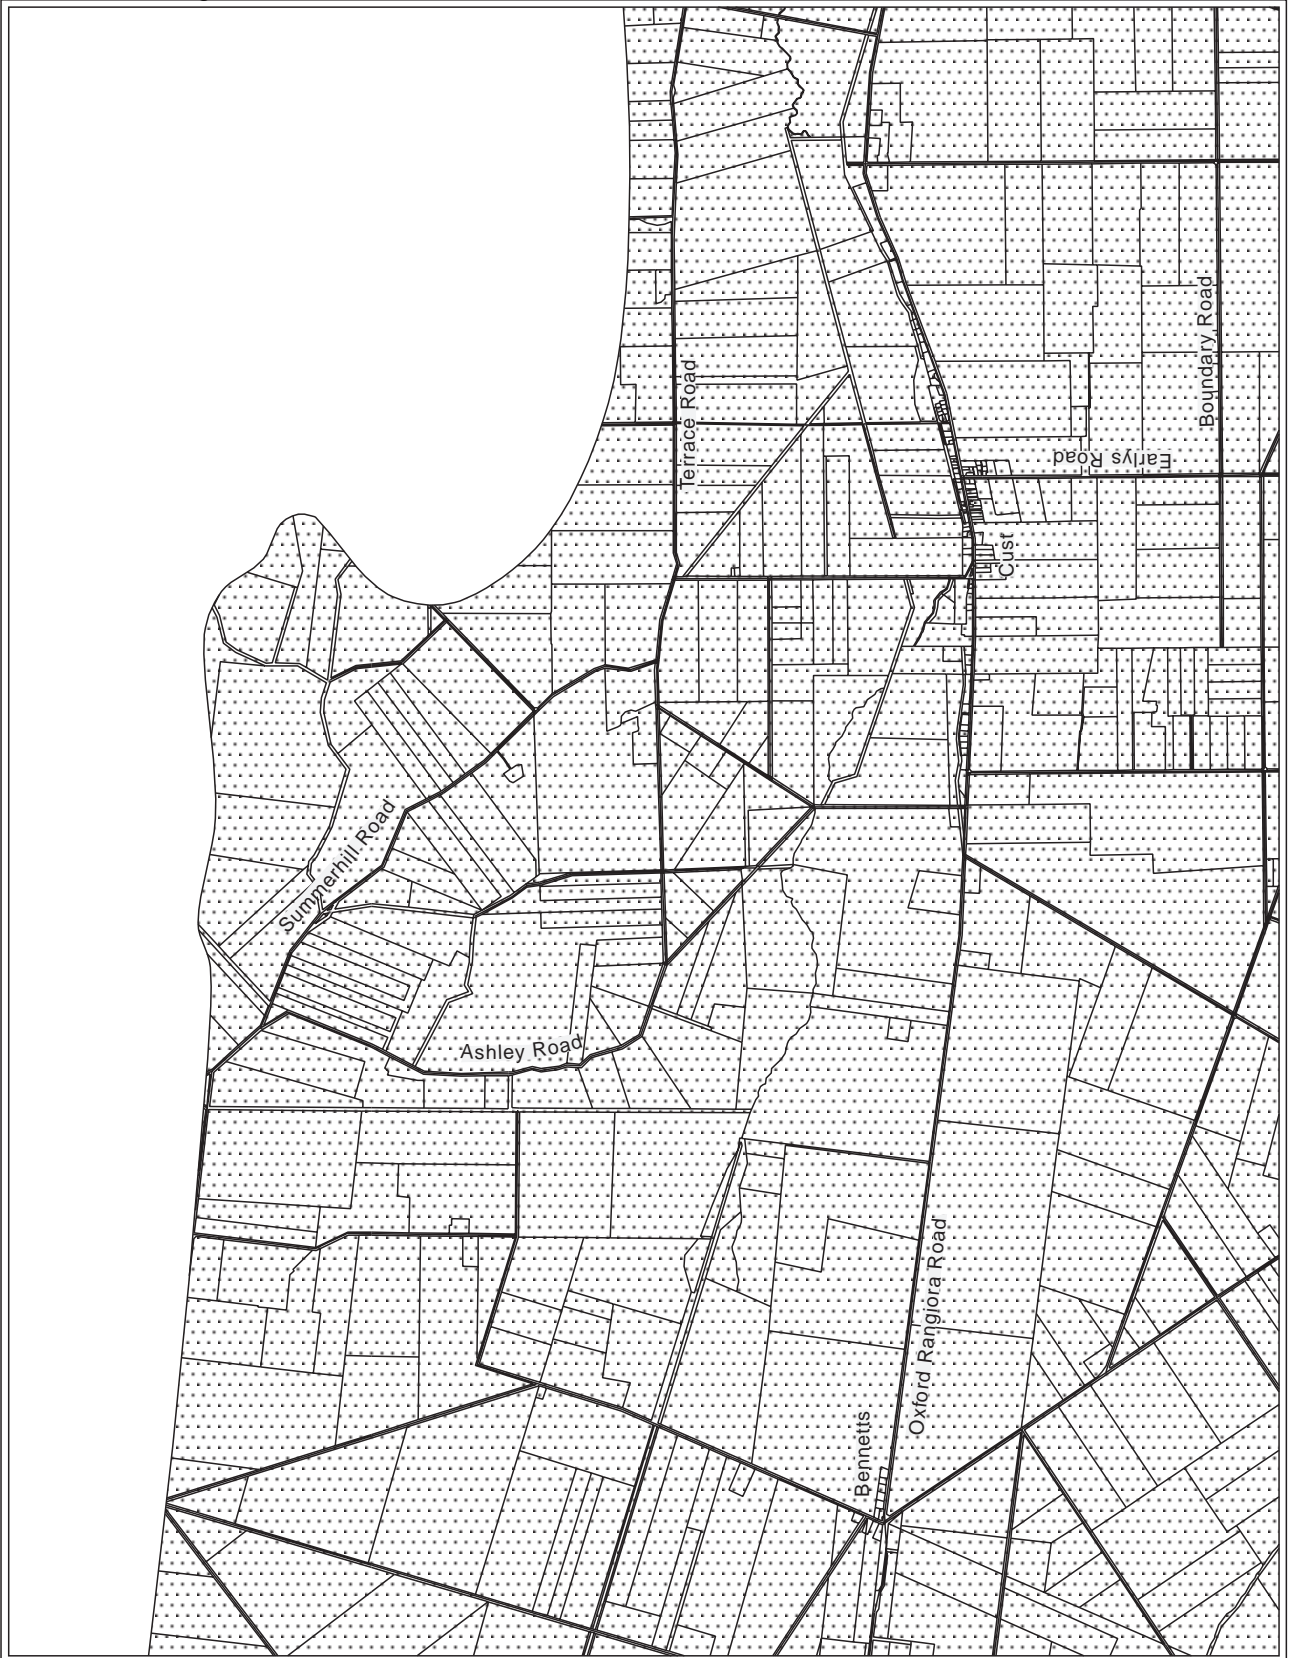 Boundary Road
Terrace Road
Earlys Road
Cust
Summerhill Road
Ashley Road
Oxford Rangiora Road
Bennetts